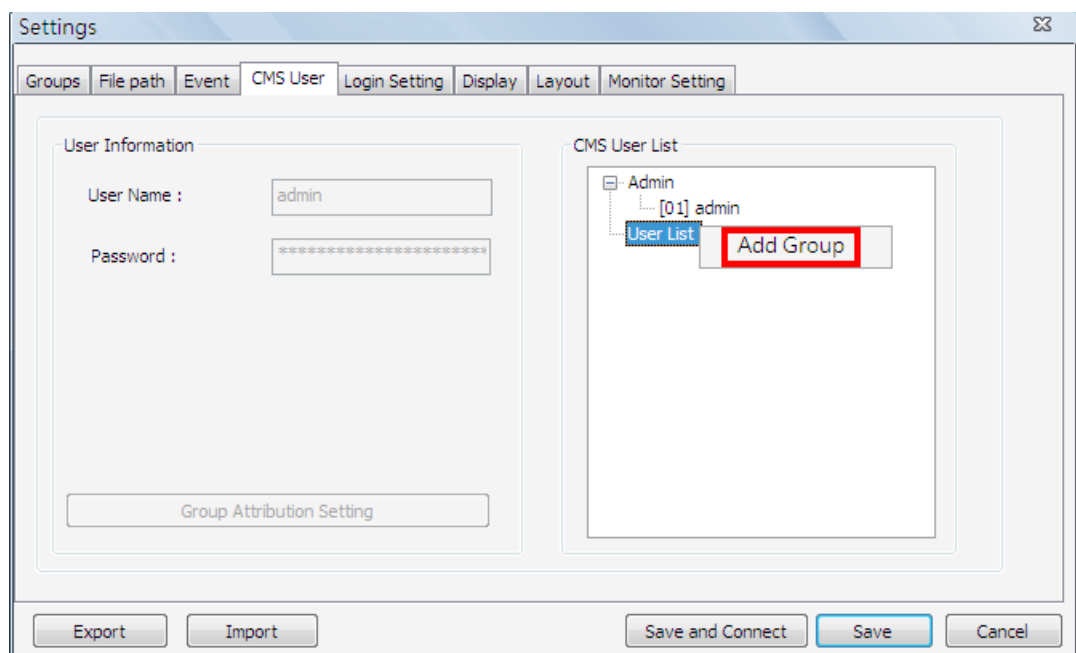 Settings
Groups File path Event CMS User Login Setting Display Layout Monitor Setting
User Information
User Name :
admin
Password :
**********************
Group Attribution Setting
CMS User List
Admin
[01] admin
User List
Add Group
Export Import Save and Connect Save Cancel